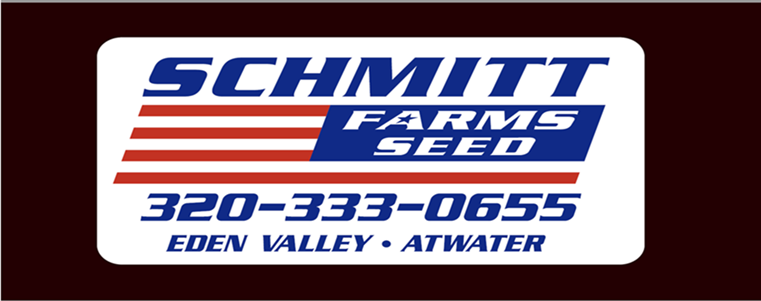 SCHMITT
FARMS
SEED
320-333-0655
EDEN VALLEY • ATWATER